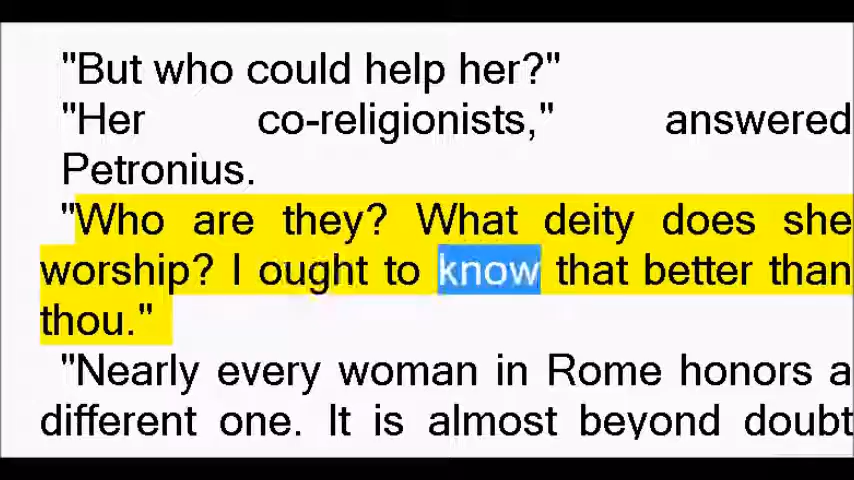 "But who could help her?"
"Her co-religionists," answered
Petronius.
"Who are they? What deity does she
worship? I ought to know that better than
thou."
"Nearly every woman in Rome honors a
different one. It is almost beyond doubt